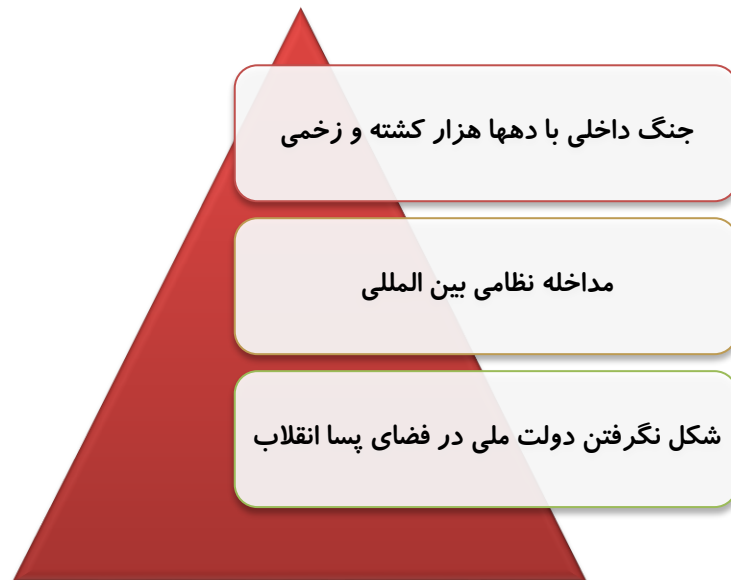 جنگ داخلی با دهها هزار کشته و زخمی
مداخله نظامی بین المللی
شکل نگرفتن دولت ملی در فضای پسا انقلاب